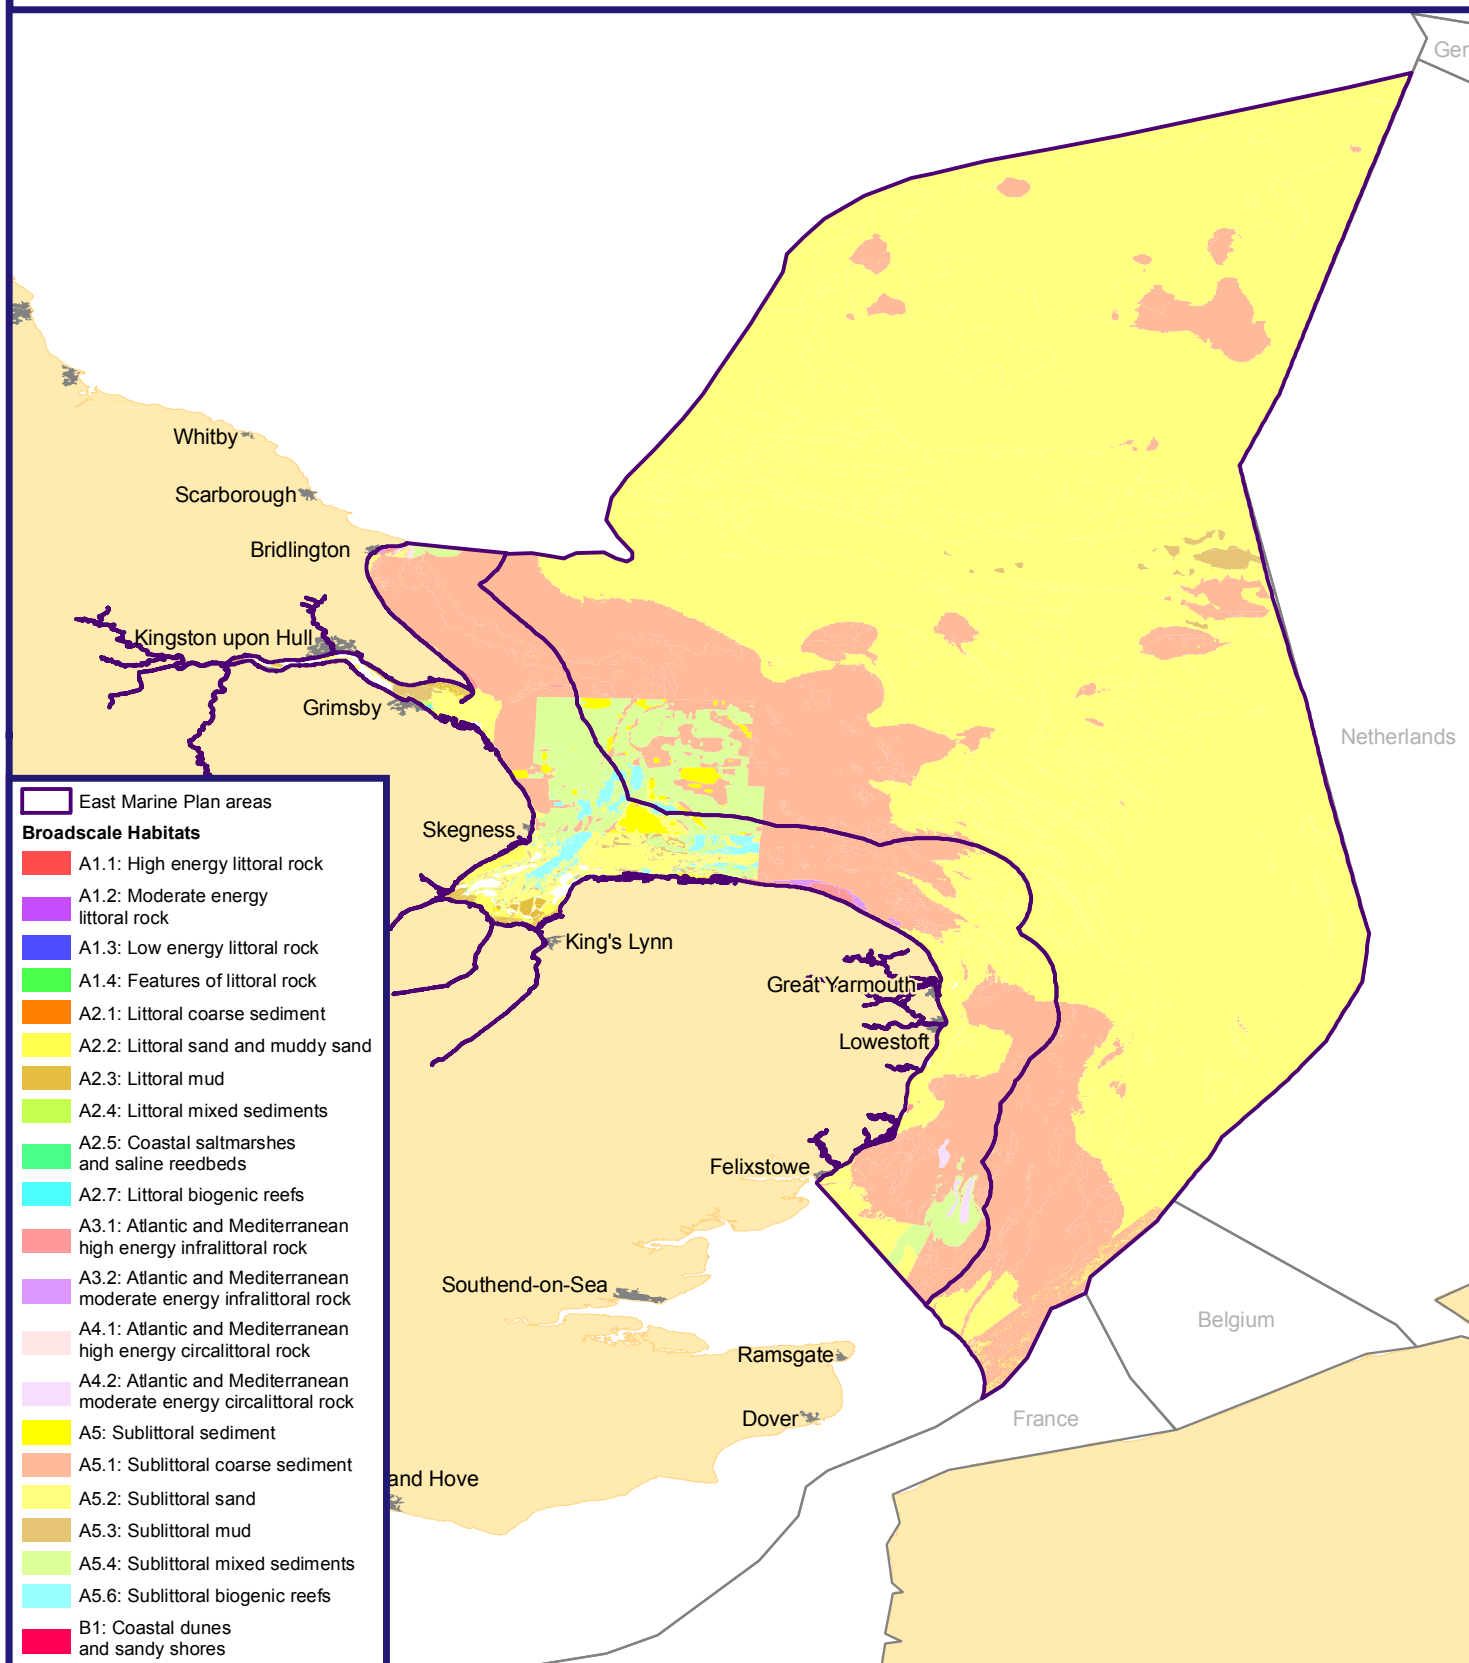 Ger
Whitby
Scarborough
Bridlington
Kingston upon Hull
Grimsby
Netherlands
East Marine Plan areas
Broadscale Habitats
A1.1: High energy littoral rock
A1.2: Moderate energy
littoral rock
A1.3: Low energy littoral rock
A1.4: Features of littoral rock
A2.1: Littoral coarse sediment
A2.2: Littoral sand and muddy sand
A2.3: Littoral mud
A2.4: Littoral mixed sediments
A2.5: Coastal saltmarshes
and saline reedbeds
A2.7: Littoral biogenic reefs
A3.1: Atlantic and Mediterranean
high energy infralittoral rock
A3.2: Atlantic and Mediterranean
moderate energy infralittoral rock
A4.1: Atlantic and Mediterranean
high energy circalittoral rock
A4.2: Atlantic and Mediterranean
moderate energy circalittoral rock
A5: Sublittoral sediment
A5.1: Sublittoral coarse sediment
A5.2: Sublittoral sand
A5.3: Sublittoral mud
A5.4: Sublittoral mixed sediments
A5.6: Sublittoral biogenic reefs
B1: Coastal dunes
and sandy shores
Skegness
King's Lynn
Great Yarmouth
Lowestoft
Felixstowe
Southend-on-Sea
Belgium
Ramsgate
Dover
France
and Hove